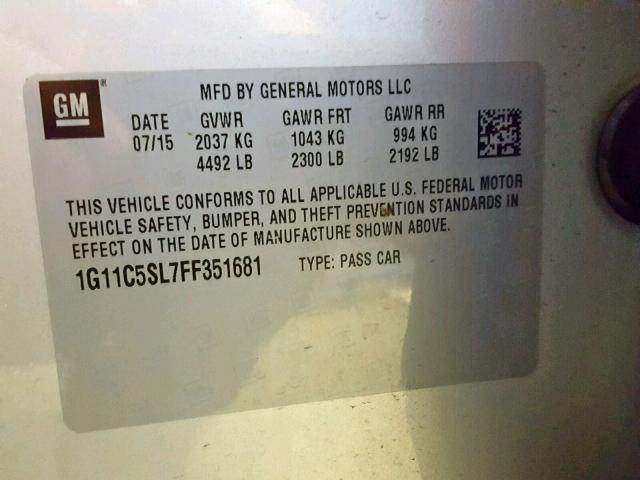 GM
®
MFD BY GENERAL MOTORS LLC
DATE GVWR GAWR FRT GAWR RR
07/15 2037 KG 1043 KG 994 KG
4492 LB 2300 LB 2192 LB
THIS VEHICLE CONFORMS TO ALL APPLICABLE U.S. FEDERAL MOTOR
VEHICLE SAFETY, BUMPER, AND THEFT PREVENTION STANDARDS IN
EFFECT ON THE DATE OF MANUFACTURE SHOWN ABOVE.
1G11C5SL7FF351681 TYPE: PASS CAR